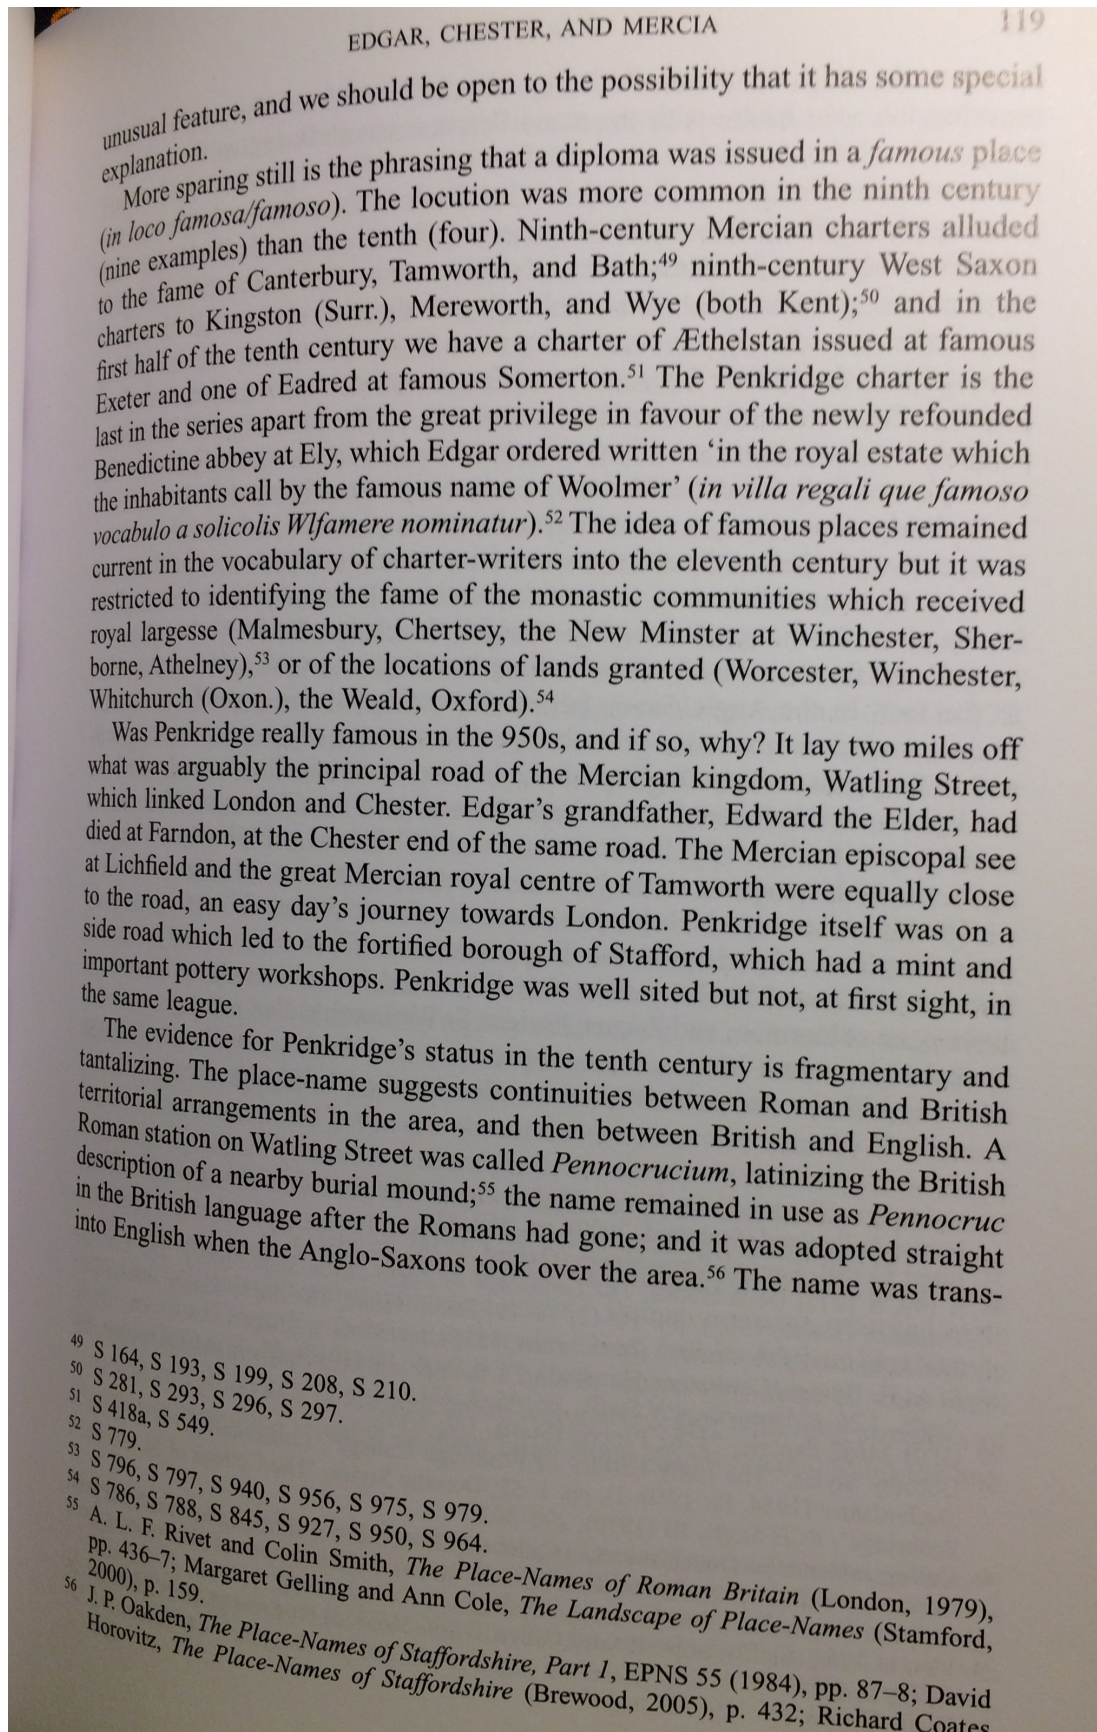 EDGAR, CHESTER, AND MERCIA 119
unusual feature, and we should be open to the possibility that it has some special
explanation.
More sparing still is the phrasing that a diploma was issued in a famous place
(in loco famosa/famoso). The locution was more common in the ninth century
(nine examples) than the tenth (four). Ninth-century Mercian charters alluded
to the fame of Canterbury, Tamworth, and Bath;49 ninth-century West Saxon
charters to Kingston (Surr.), Mereworth, and Wye (both Kent);50 and in the
first half of the tenth century we have a charter of Æthelstan issued at famous
Exeter and one of Eadred at famous Somerton.51 The Penkridge charter is the
last in the series apart from the great privilege in favour of the newly refounded
Benedictine abbey at Ely, which Edgar ordered written ‘in the royal estate which
the inhabitants call by the famous name of Woolmer’ (in villa regali que famoso
vocabulo a solicolis Wlfamere nominatur).52 The idea of famous places remained
current in the vocabulary of charter-writers into the eleventh century but it was
restricted to identifying the fame of the monastic communities which received
royal largesse (Malmesbury, Chertsey, the New Minster at Winchester, Sher-
borne, Athelney),53 or of the locations of lands granted (Worcester, Winchester,
Whitchurch (Oxon.), the Weald, Oxford).54
Was Penkridge really famous in the 950s, and if so, why? It lay two miles off
what was arguably the principal road of the Mercian kingdom, Watling Street,
which linked London and Chester. Edgar’s grandfather, Edward the Elder, had
died at Farndon, at the Chester end of the same road. The Mercian episcopal see
at Lichfield and the great Mercian royal centre of Tamworth were equally close
to the road, an easy day’s journey towards London. Penkridge itself was on a
side road which led to the fortified borough of Stafford, which had a mint and
important pottery workshops. Penkridge was well sited but not, at first sight, in
the same league.
The evidence for Penkridge’s status in the tenth century is fragmentary and
tantalizing. The place-name suggests continuities between Roman and British
territorial arrangements in the area, and then between British and English. A
Roman station on Watling Street was called Pennocrucium, latinizing the British
description of a nearby burial mound;55 the name remained in use as Pennocruc
in the British language after the Romans had gone; and it was adopted straight
into English when the Anglo-Saxons took over the area.56 The name was trans-
49 S 164, S 193, S 199, S 208, S 210.
50 S 281, S 293, S 296, S 297.
51 S 418a, S 549.
52 S 779.
53 S 796, S 797, S 940, S 956, S 975, S 979.
54 S 786, S 788, S 845, S 927, S 950, S 964.
55 A. L. F. Rivet and Colin Smith, The Place-Names of Roman Britain (London, 1979),
pp. 436–7; Margaret Gelling and Ann Cole, The Landscape of Place-Names (Stamford,
2000), p. 159.
56 J. P. Oakden, The Place-Names of Staffordshire, Part 1, EPNS 55 (1984), pp. 87–8; David
Horovitz, The Place-Names of Staffordshire (Brewood, 2005), p. 432; Richard Coates